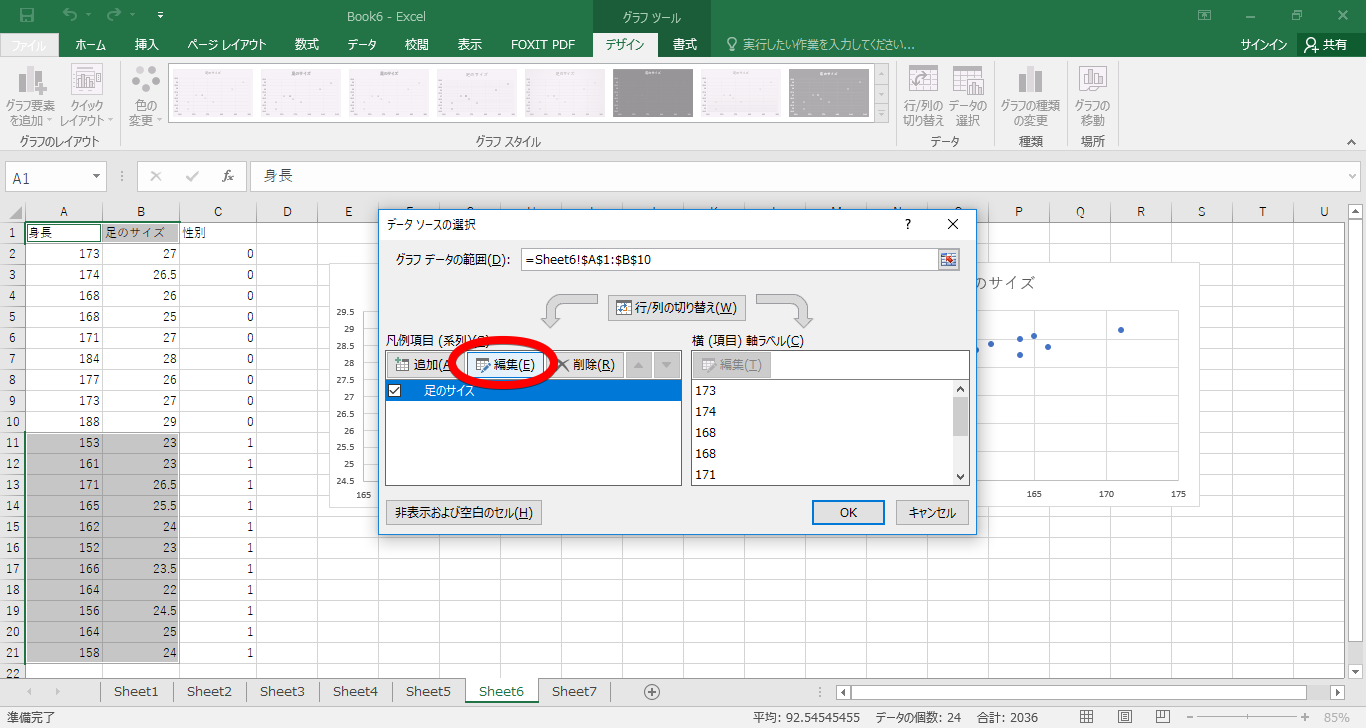 Book6 - Excel
グラフ ツール
ファイル ホーム 挿入 ページ レイアウト 数式 データ 校閲 表示 FOXIT PDF デザイン 書式 実行したい作業を入力してください... サインイン 共有
グラフ要素を追加
クイックレイアウト
色の変更
行/列の切り替え
データの選択
グラフの種類の変更
グラフの移動
グラフのレイアウト グラフ スタイル データ 種類 場所
A1 fx 身長
A B C D E P Q R S T U
1 身長 足のサイズ 性別
2 173 27 0
3 174 26.5 0
4 168 26 0
5 168 25 0
6 171 27 0
7 184 28 0
8 177 26 0
9 173 27 0
10 188 29 0
11 153 23 1
12 161 23 1
13 171 26.5 1
14 165 25.5 1
15 162 24 1
16 152 23 1
17 166 23.5 1
18 164 22 1
19 156 24.5 1
20 164 25 1
21 158 24 1
22
29.5
29
28.5
28
27.5
27
26.5
26
25.5
25
24.5
165
データ ソースの選択 ?
グラフ データの範囲(D): =Sheet6!$A$1:$B$10
行/列の切り替え(W)
凡例項目 (系列)(S)
追加(A 編集(E) 削除(R)
足のサイズ
横 (項目) 軸ラベル(C)
編集(T)
173
174
168
168
171
非表示および空白のセル(H) OK キャンセル
のサイズ
165 170 175
Sheet1 Sheet2 Sheet3 Sheet4 Sheet5 Sheet6 Sheet7
準備完了 平均: 92.54545455 データの個数: 24 合計: 2036 85%